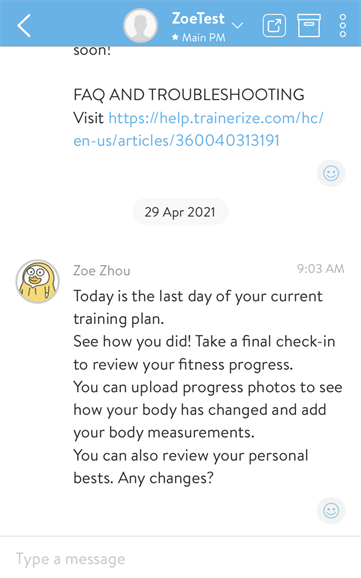 ZoeTest
★ Main PM
soon!
FAQ AND TROUBLESHOOTING
Visit https://help.trainerize.com/hc/
en-us/articles/360040313191
29 Apr 2021
Zoe Zhou 9:03 AM
Today is the last day of your current
training plan.
See how you did! Take a final check-in
to review your fitness progress.
You can upload progress photos to see
how your body has changed and add
your body measurements.
You can also review your personal
bests. Any changes?
Type a message